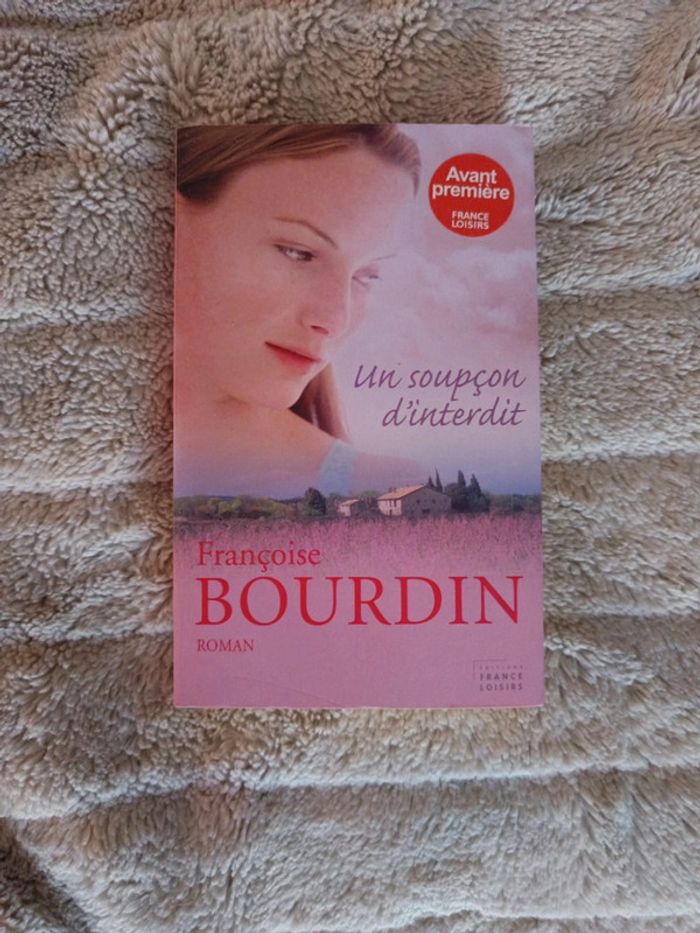 Avant
première
FRANCE
LOISIRS
Un soupçon
d'interdit
Françoise
BOURDIN
ROMAN
ÉDITIONS
FRANCE
LOISIRS